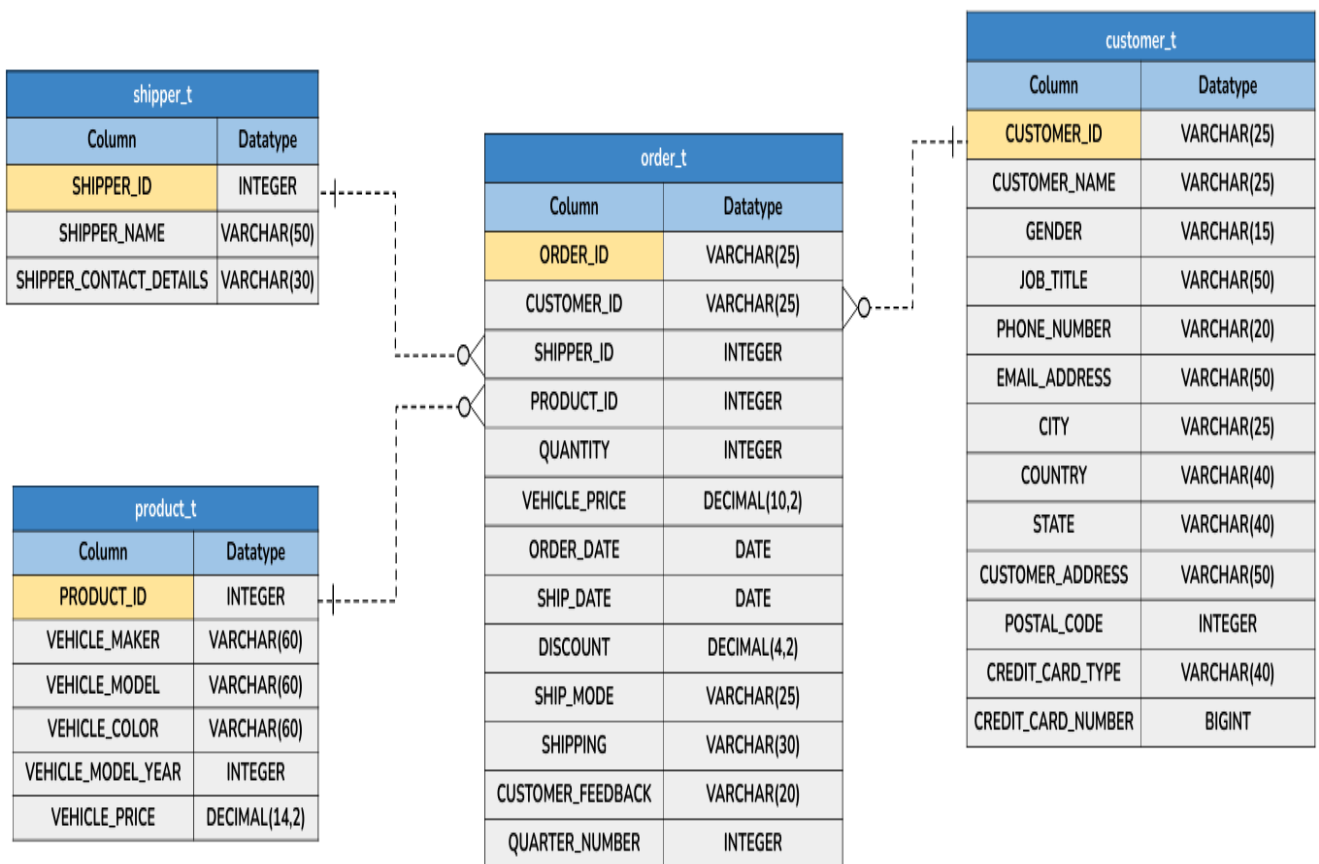 shipper_t
Column Datatype
SHIPPER_ID INTEGER
SHIPPER_NAME VARCHAR(50)
SHIPPER_CONTACT_DETAILS VARCHAR(30)
product_t
Column Datatype
PRODUCT_ID INTEGER
VEHICLE_MAKER VARCHAR(60)
VEHICLE_MODEL VARCHAR(60)
VEHICLE_COLOR VARCHAR(60)
VEHICLE_MODEL_YEAR INTEGER
VEHICLE_PRICE DECIMAL(14,2)
order_t
Column Datatype
ORDER_ID VARCHAR(25)
CUSTOMER_ID VARCHAR(25)
SHIPPER_ID INTEGER
PRODUCT_ID INTEGER
QUANTITY INTEGER
VEHICLE_PRICE DECIMAL(10,2)
ORDER_DATE DATE
SHIP_DATE DATE
DISCOUNT DECIMAL(4,2)
SHIP_MODE VARCHAR(25)
SHIPPING VARCHAR(30)
CUSTOMER_FEEDBACK VARCHAR(20)
QUARTER_NUMBER INTEGER
customer_t
Column Datatype
CUSTOMER_ID VARCHAR(25)
CUSTOMER_NAME VARCHAR(25)
GENDER VARCHAR(15)
JOB_TITLE VARCHAR(50)
PHONE_NUMBER VARCHAR(20)
EMAIL_ADDRESS VARCHAR(50)
CITY VARCHAR(25)
COUNTRY VARCHAR(40)
STATE VARCHAR(40)
CUSTOMER_ADDRESS VARCHAR(50)
POSTAL_CODE INTEGER
CREDIT_CARD_TYPE VARCHAR(40)
CREDIT_CARD_NUMBER BIGINT